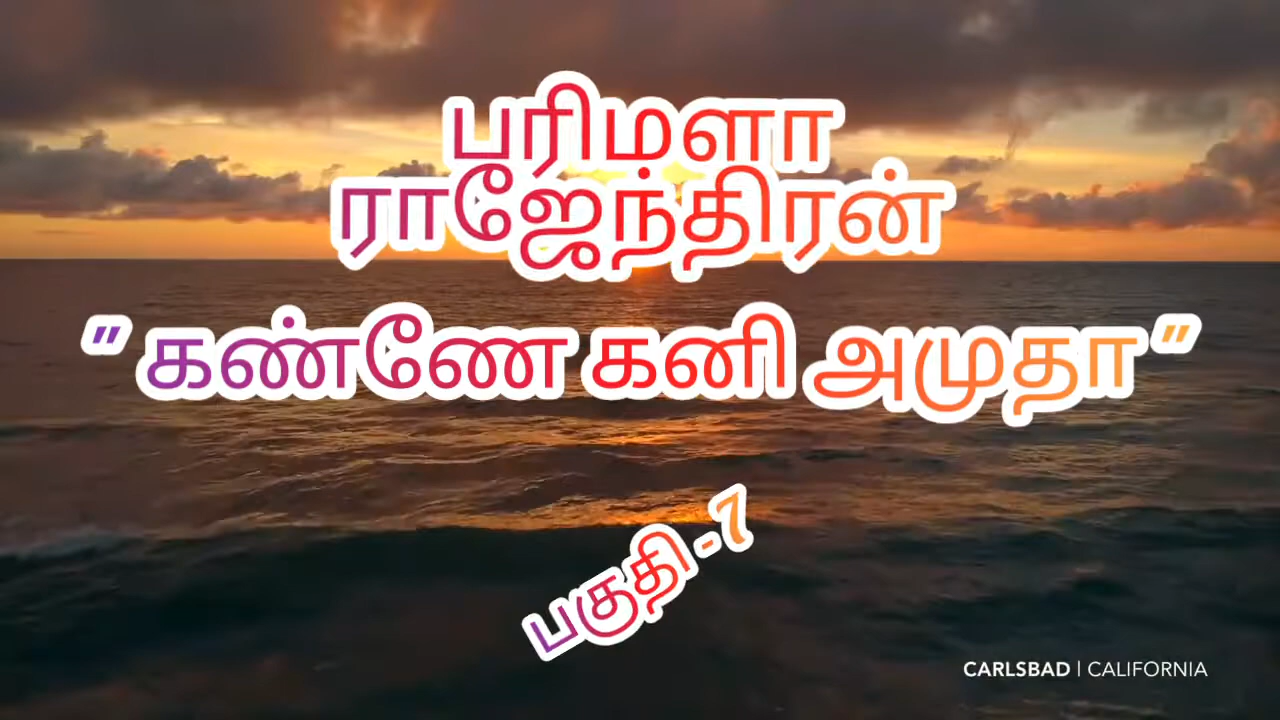 பரிமளா
ராஜேந்திரன்
" கண்ணே கனி அமுதா "
பகுதி -7
CARLSBAD | CALIFORNIA